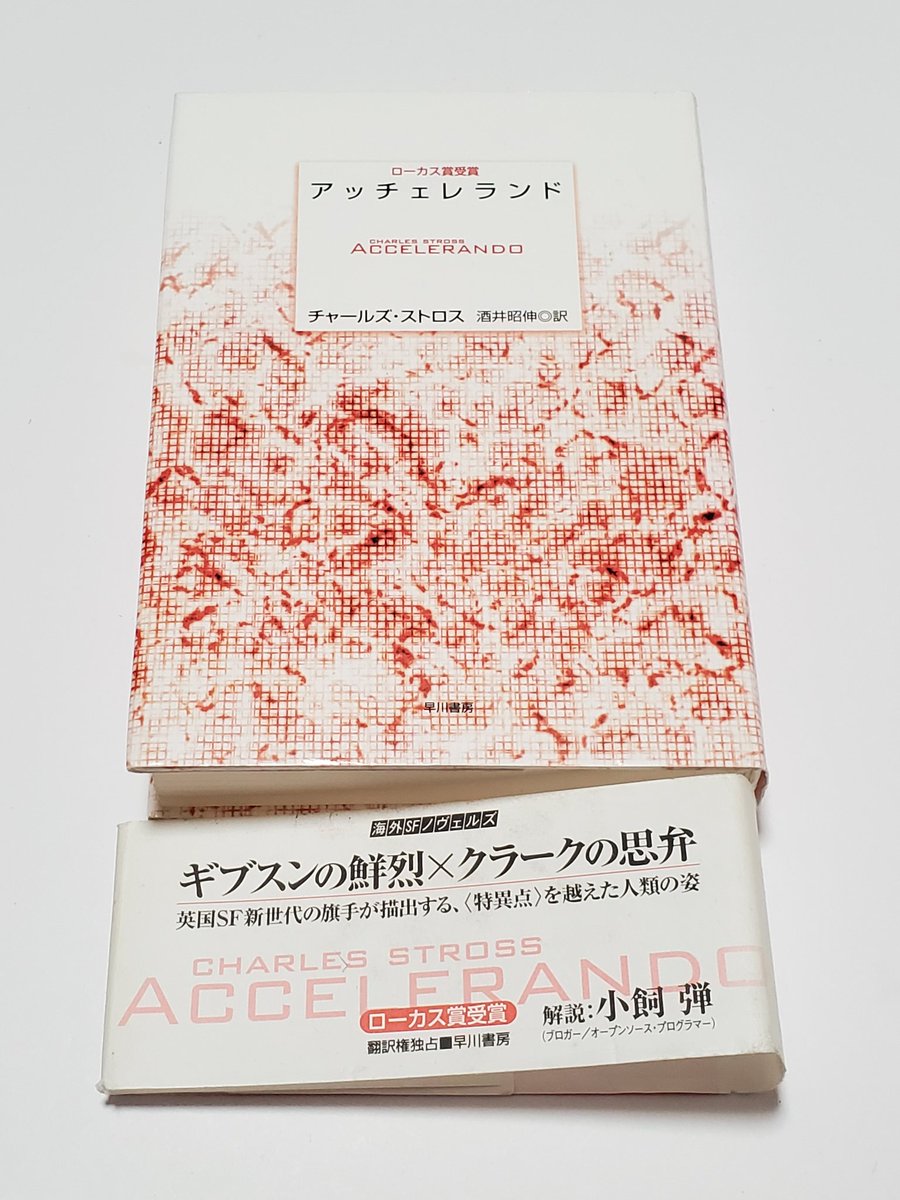 ローカス賞受賞
アッチェレランド
CHARLES STROSS
ACCELERANDO
チャールズ・ストロス 酒井昭伸◎訳
早川書房
海外SFノヴェルズ
ギブスンの鮮烈×クラークの思弁
英国SF新世代の旗手が描出する、〈特異点〉を越えた人類の姿
CHARLES STROSS
ACCELERANDO
ローカス賞受賞
翻訳権独占■早川書房
解説:小飼 弾
(ブロガー/オープンソース・プログラマー)